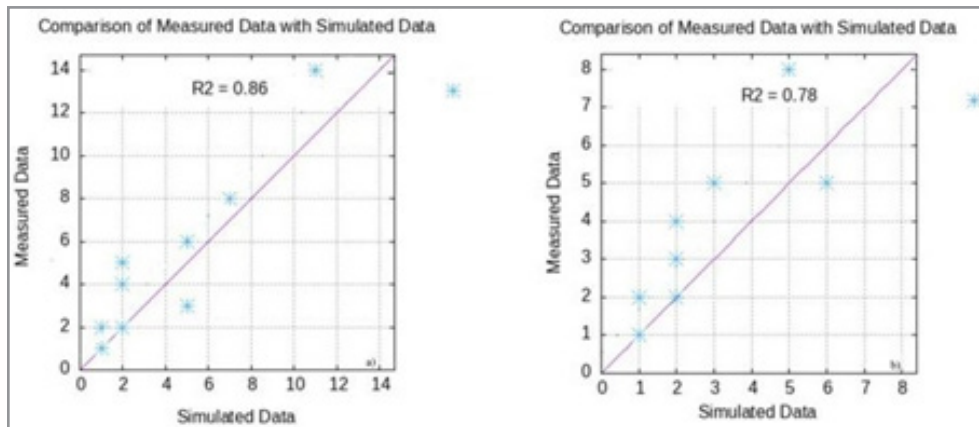 Comparison of Measured Data with Simulated Data
R2 = 0.86
Measured Data
14
12
10
8
6
4
2
0
0 2 4 6 8 10 12 14
a)
Simulated Data
Comparison of Measured Data with Simulated Data
R2 = 0.78
Measured Data
8
7
6
5
4
3
2
1
0
0 1 2 3 4 5 6 7 8
b)
Simulated Data